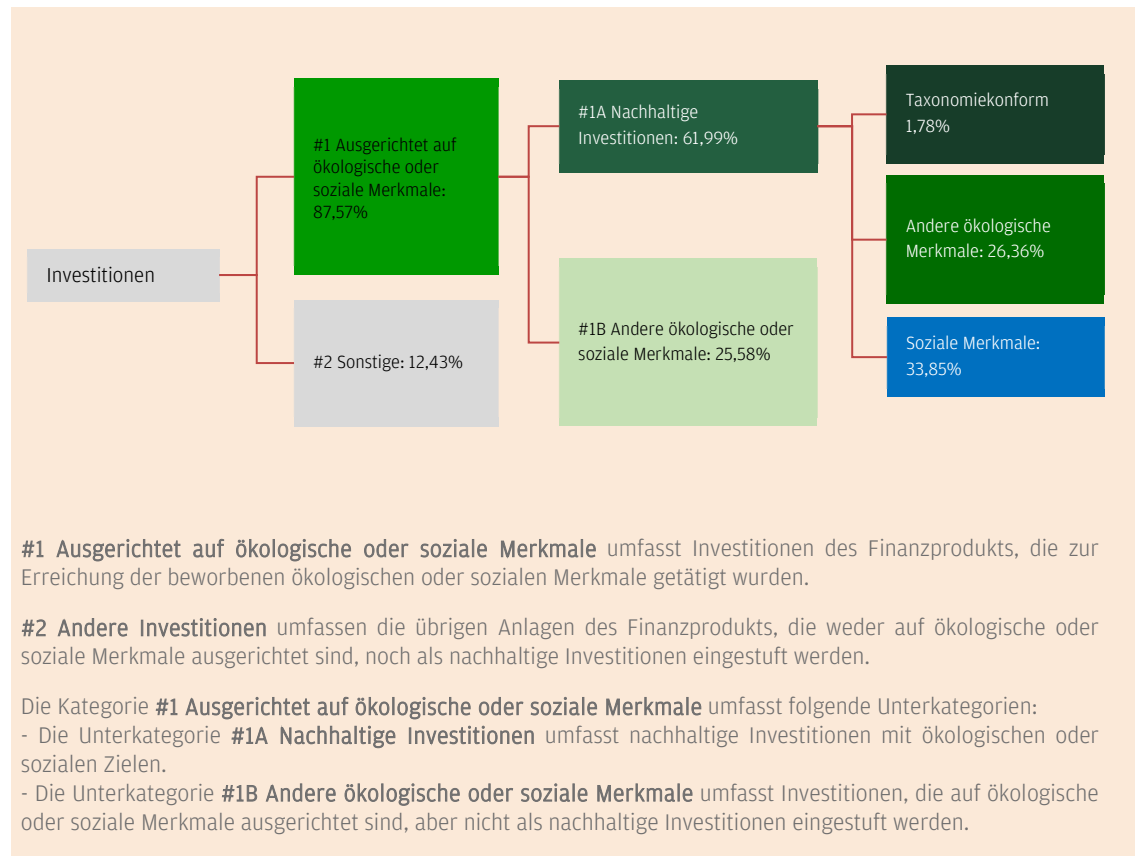 Investitionen
#1 Ausgerichtet auf
ökologische oder
soziale Merkmale:
87,57%
#2 Sonstige: 12,43%
#1A Nachhaltige
Investitionen: 61,99%
#1B Andere ökologische oder
soziale Merkmale: 25,58%
Taxonomiekonform
1,78%
Andere ökologische
Merkmale: 26,36%
Soziale Merkmale:
33,85%
#1 Ausgerichtet auf ökologische oder soziale Merkmale umfasst Investitionen des Finanzprodukts, die zur
Erreichung der beworbenen ökologischen oder sozialen Merkmale getätigt wurden.
#2 Andere Investitionen umfassen die übrigen Anlagen des Finanzprodukts, die weder auf ökologische oder
soziale Merkmale ausgerichtet sind, noch als nachhaltige Investitionen eingestuft werden.
Die Kategorie #1 Ausgerichtet auf ökologische oder soziale Merkmale umfasst folgende Unterkategorien:
- Die Unterkategorie #1A Nachhaltige Investitionen umfasst nachhaltige Investitionen mit ökologischen oder
sozialen Zielen.
- Die Unterkategorie #1B Andere ökologische oder soziale Merkmale umfasst Investitionen, die auf ökologische
oder soziale Merkmale ausgerichtet sind, aber nicht als nachhaltige Investitionen eingestuft werden.